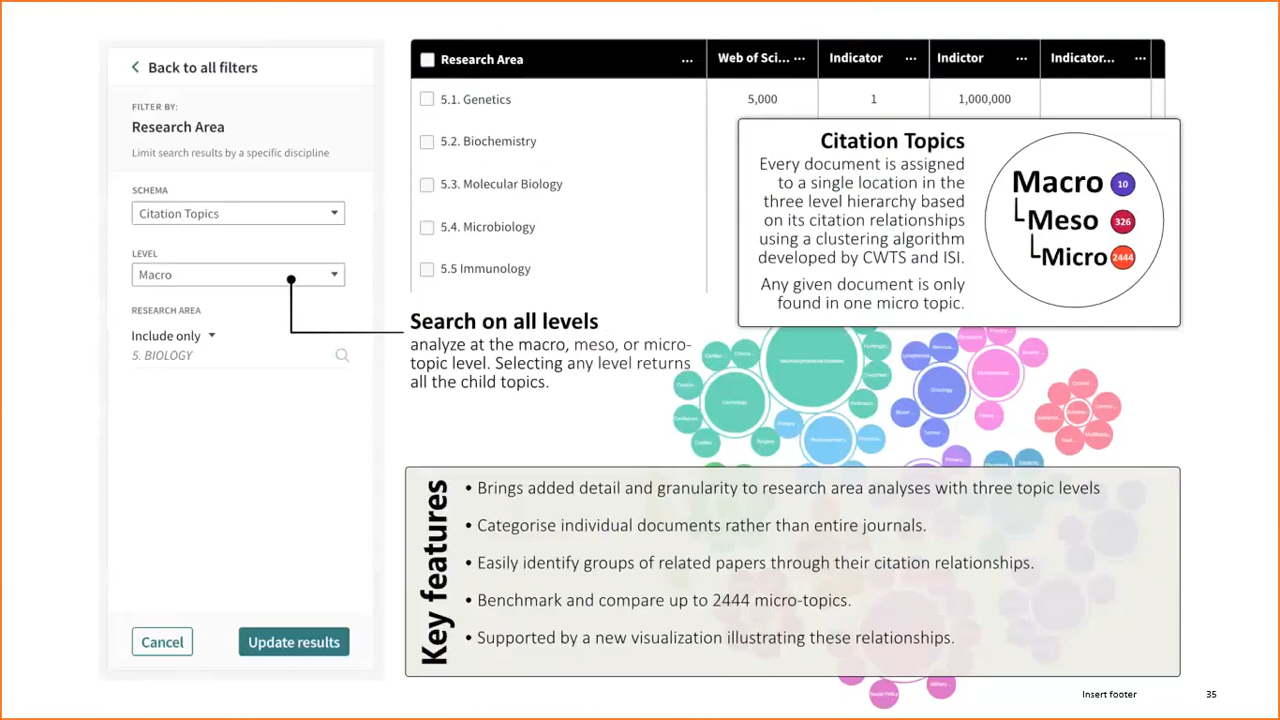 Back to all filters
FILTER BY:
Research Area
Limit search results by a specific discipline
SCHEMA
Citation Topics
LEVEL
Macro
RESEARCH AREA
Include only
5. BIOLOGY
Cancel
Update results
Research Area ... Web of Sci... ... Indicator ... Indictor ... Indicator... ...
5.1. Genetics 5,000 1 1,000,000
5.2. Biochemistry
5.3. Molecular Biology
5.4. Microbiology
5.5 Immunology
Citation Topics
Every document is assigned
to a single location in the
three level hierarchy based
on its citation relationships
using a clustering algorithm
developed by CWTS and ISI.
Any given document is only
found in one micro topic.
Macro 10
Meso 326
Micro 2444
Search on all levels
analyze at the macro, meso, or micro-
topic level. Selecting any level returns
all the child topics.
Cardiology
Surgery
Oncology
Key features
• Brings added detail and granularity to research area analyses with three topic levels
• Categorise individual documents rather than entire journals.
• Easily identify groups of related papers through their citation relationships.
• Benchmark and compare up to 2444 micro-topics.
• Supported by a new visualization illustrating these relationships.
Social Policy
Insert footer
35